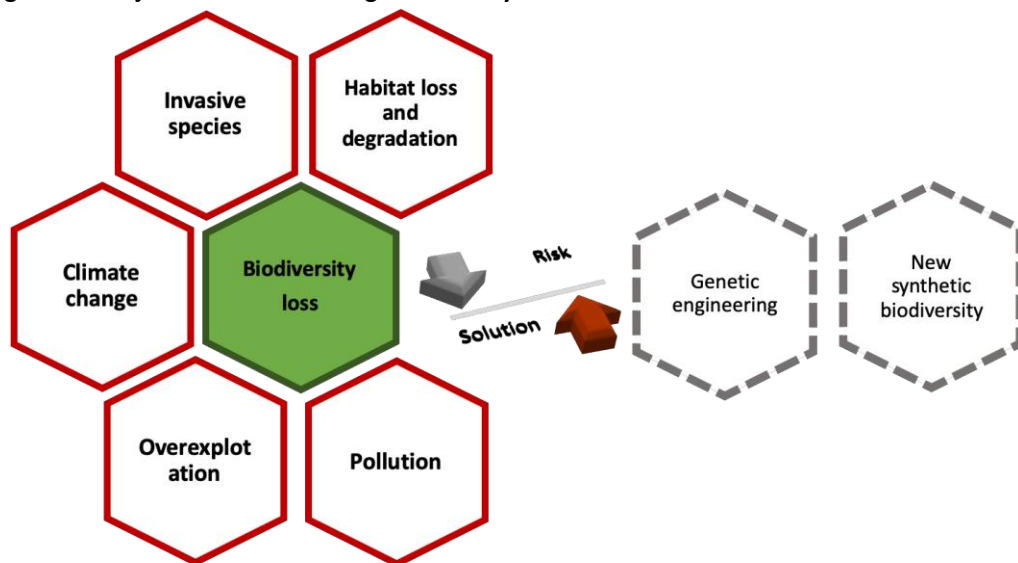 Invasive
species
Habitat loss
and
degradation
Climate
change
Biodiversity
loss
Risk
Solution
Genetic
engineering
New
synthetic
biodiversity
Overexplot
ation
Pollution